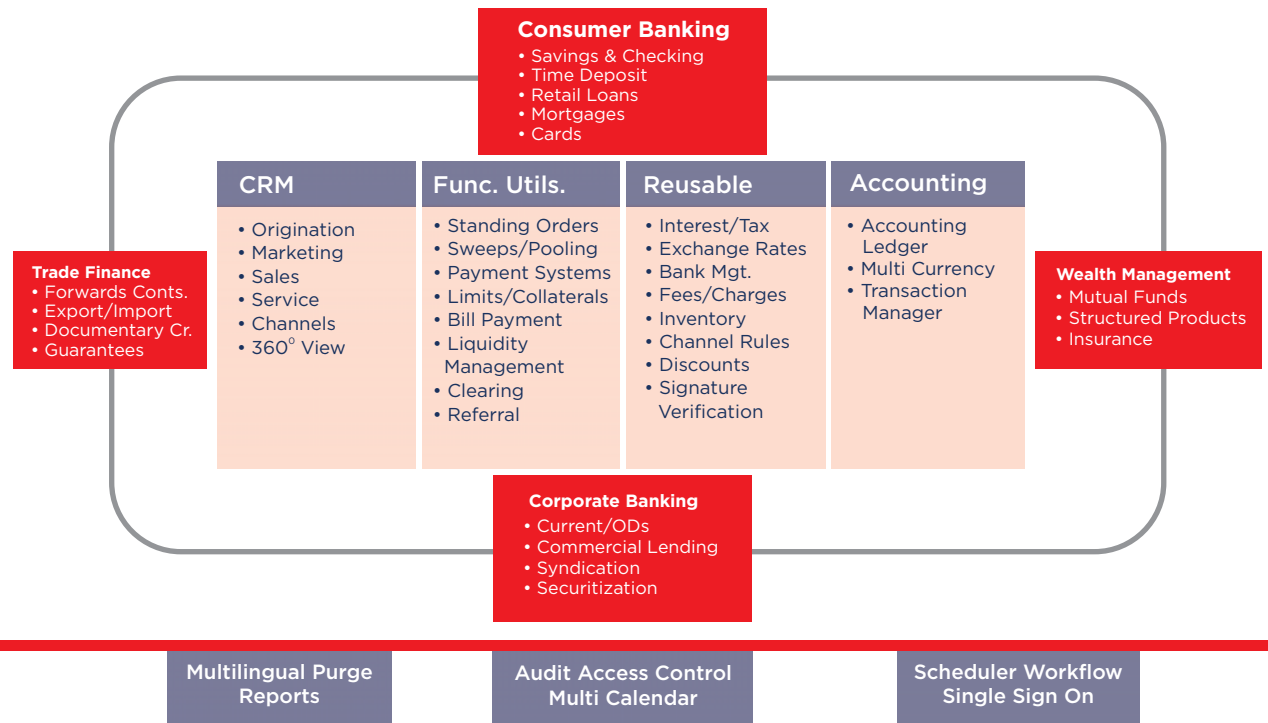 Consumer Banking
• Savings & Checking
• Time Deposit
• Retail Loans
• Mortgages
• Cards
CRM
• Origination
• Marketing
• Sales
• Service
• Channels
• 360° View
Func. Utils.
• Standing Orders
• Sweeps/Pooling
• Payment Systems
• Limits/Collaterals
• Bill Payment
• Liquidity
Management
• Clearing
• Referral
Reusable
• Interest/Tax
• Exchange Rates
• Bank Mgt.
• Fees/Charges
• Inventory
• Channel Rules
• Discounts
• Signature
Verification
Accounting
• Accounting
Ledger
• Multi Currency
• Transaction
Manager
Trade Finance
• Forwards Conts.
• Export/Import
• Documentary Cr.
• Guarantees
Wealth Management
• Mutual Funds
• Structured Products
• Insurance
Corporate Banking
• Current/ODs
• Commercial Lending
• Syndication
• Securitization
Multilingual Purge
Reports
Audit Access Control
Multi Calendar
Scheduler Workflow
Single Sign On